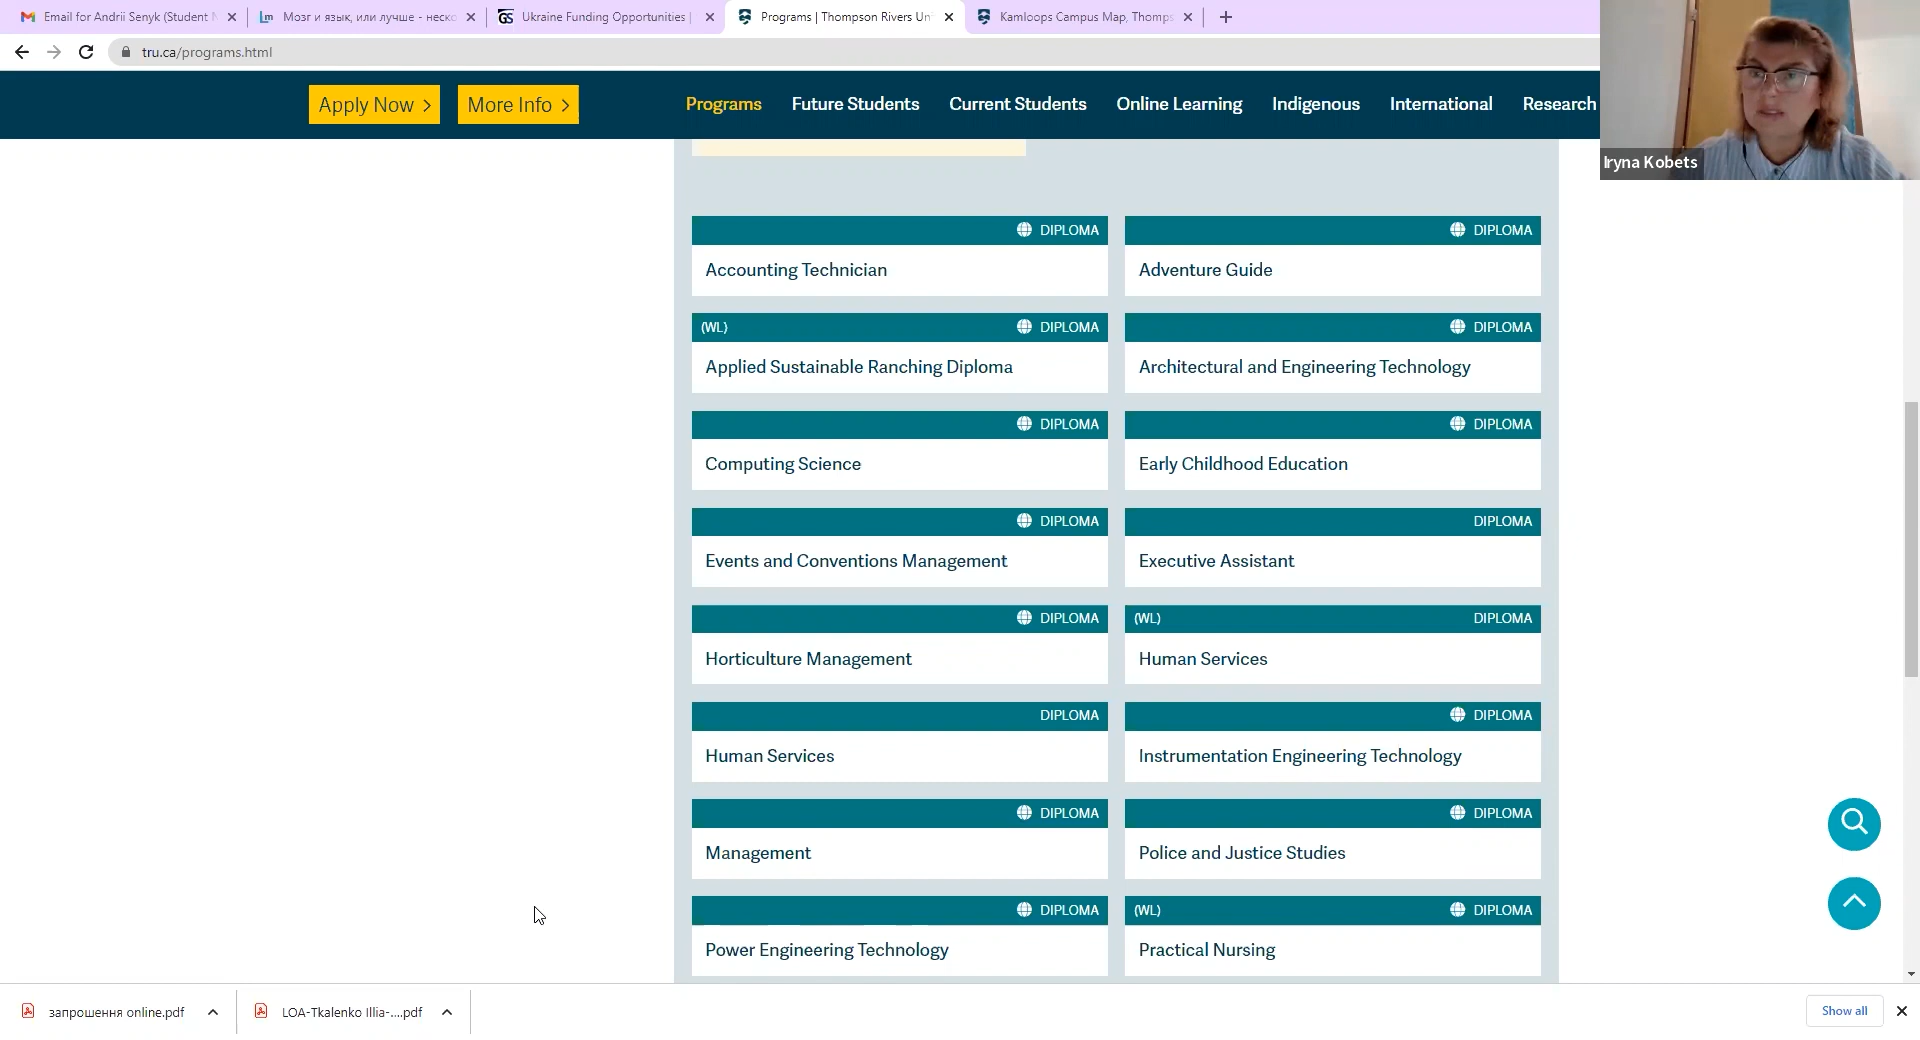 Email for Andrii Senyk (Student N
Мозг и язык, или лучше - неско
Ukraine Funding Opportunities |
Programs | Thompson Rivers Un
Kamloops Campus Map, Thomps
tru.ca/programs.html
Apply Now
More Info
Programs
Future Students
Current Students
Online Learning
Indigenous
International
Research
Iryna Kobets
DIPLOMA
Accounting Technician
DIPLOMA
Adventure Guide
(WL) DIPLOMA
Applied Sustainable Ranching Diploma
DIPLOMA
Architectural and Engineering Technology
DIPLOMA
Computing Science
DIPLOMA
Early Childhood Education
DIPLOMA
Events and Conventions Management
DIPLOMA
Executive Assistant
DIPLOMA
Horticulture Management
(WL) DIPLOMA
Human Services
DIPLOMA
Human Services
DIPLOMA
Instrumentation Engineering Technology
DIPLOMA
Management
DIPLOMA
Police and Justice Studies
DIPLOMA
Power Engineering Technology
(WL) DIPLOMA
Practical Nursing
запрошення online.pdf
LOA-Tkalenko Illia-....pdf
Show all